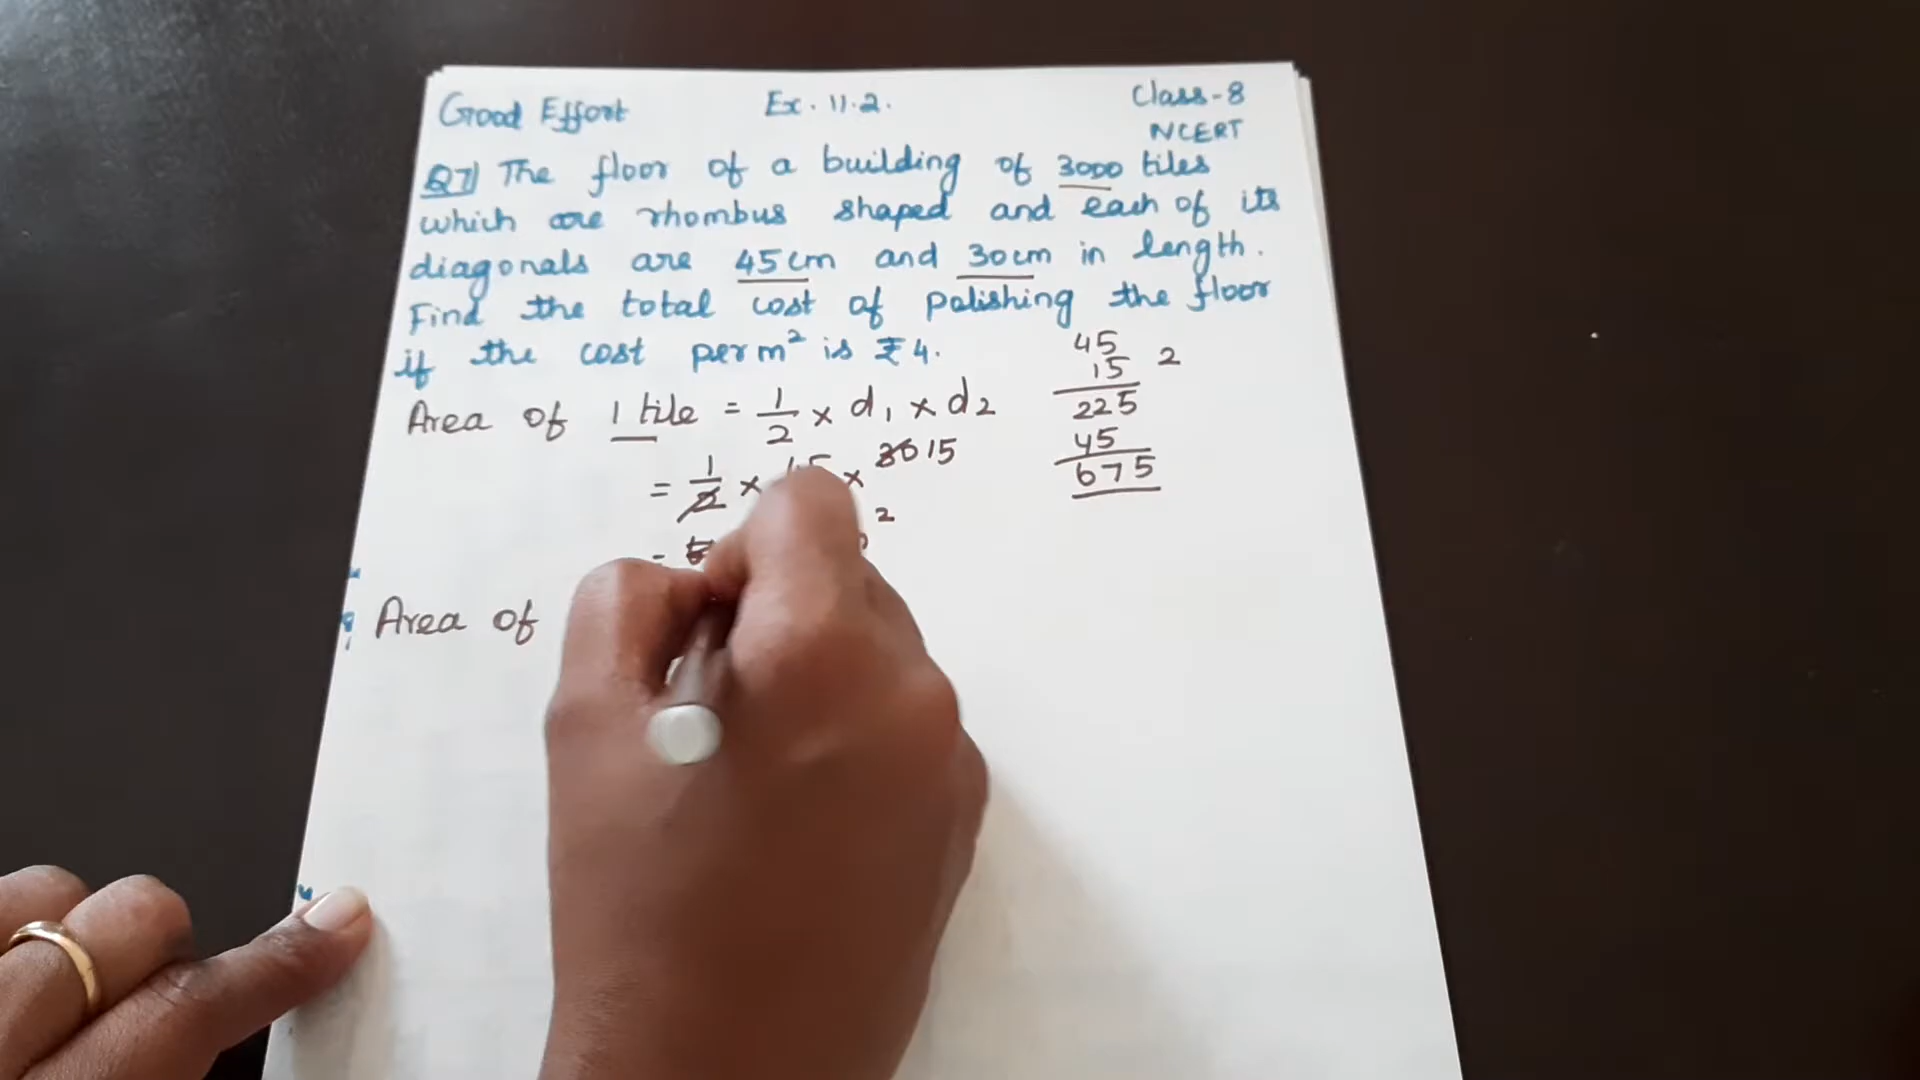 Good Effort Ex. 11.2. Class-8
NCERT
Q7) The floor of a building of 3000 tiles
which are rhombus shaped and each of its
diagonals are 45cm and 30cm in length.
Find the total cost of polishing the floor
if the cost per m² is ₹4.
45
15 2
225
45
675
Area of 1 tile = 1/2 × d₁ × d₂
= 1/2 × 45 × 30 15
=
2
Area of